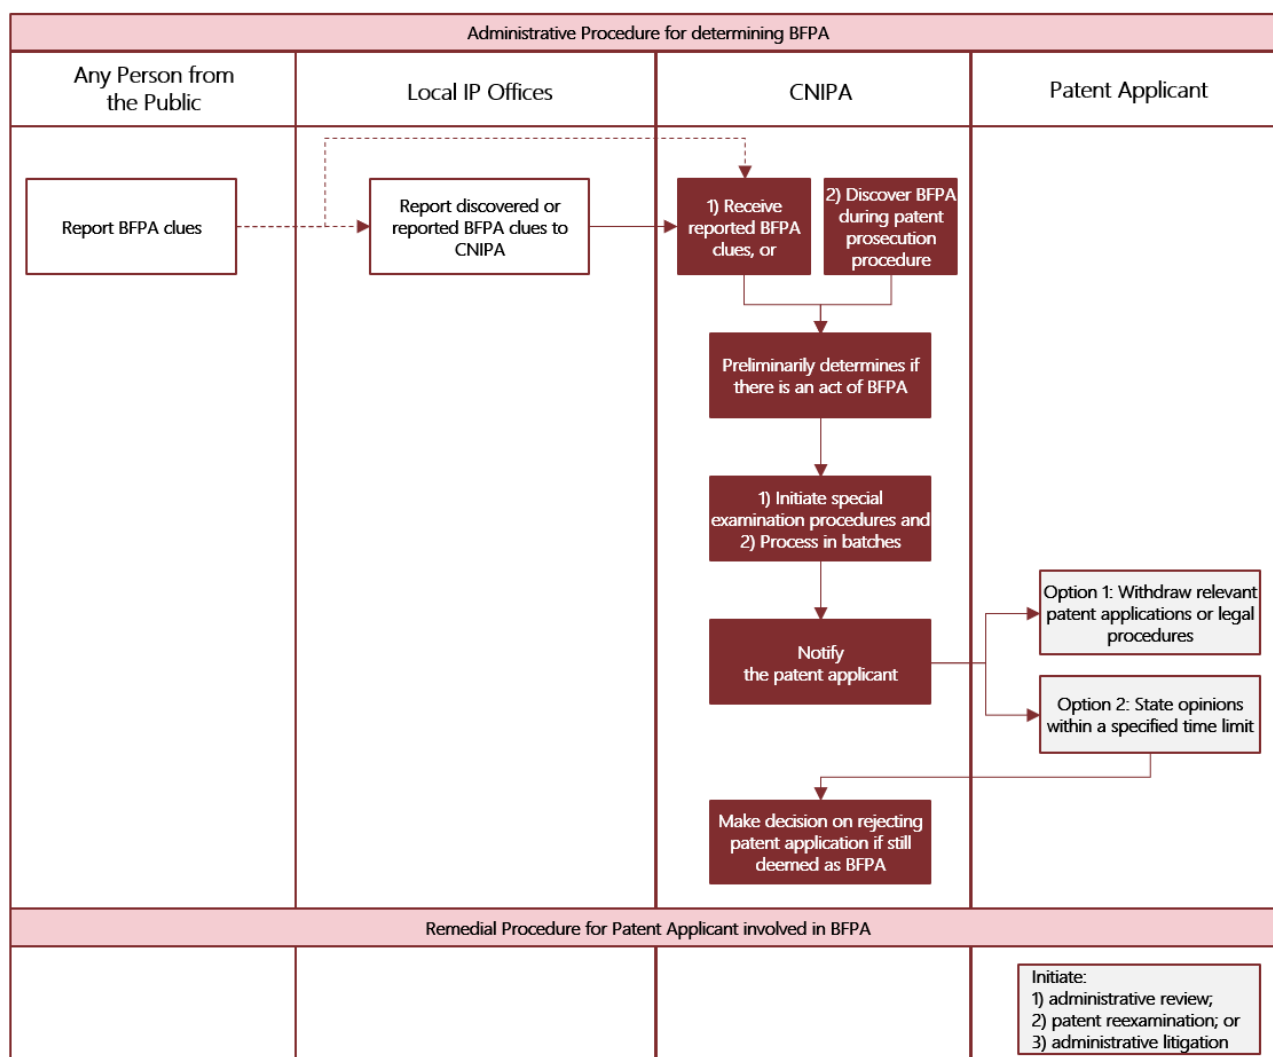 Administrative Procedure for determining BFPA
Any Person from
the Public
Local IP Offices
CNIPA
Patent Applicant
Report BFPA clues
Report discovered or
reported BFPA clues to
CNIPA
1) Receive
reported BFPA
clues, or
2) Discover BFPA
during patent
prosecution
procedure
Preliminarily determines if
there is an act of BFPA
1) Initiate special
examination procedures and
2) Process in batches
Notify
the patent applicant
Option 1: Withdraw relevant
patent applications or legal
procedures
Option 2: State opinions
within a specified time limit
Make decision on rejecting
patent application if still
deemed as BFPA
Remedial Procedure for Patent Applicant involved in BFPA
Initiate:
1) administrative review;
2) patent reexamination; or
3) administrative litigation